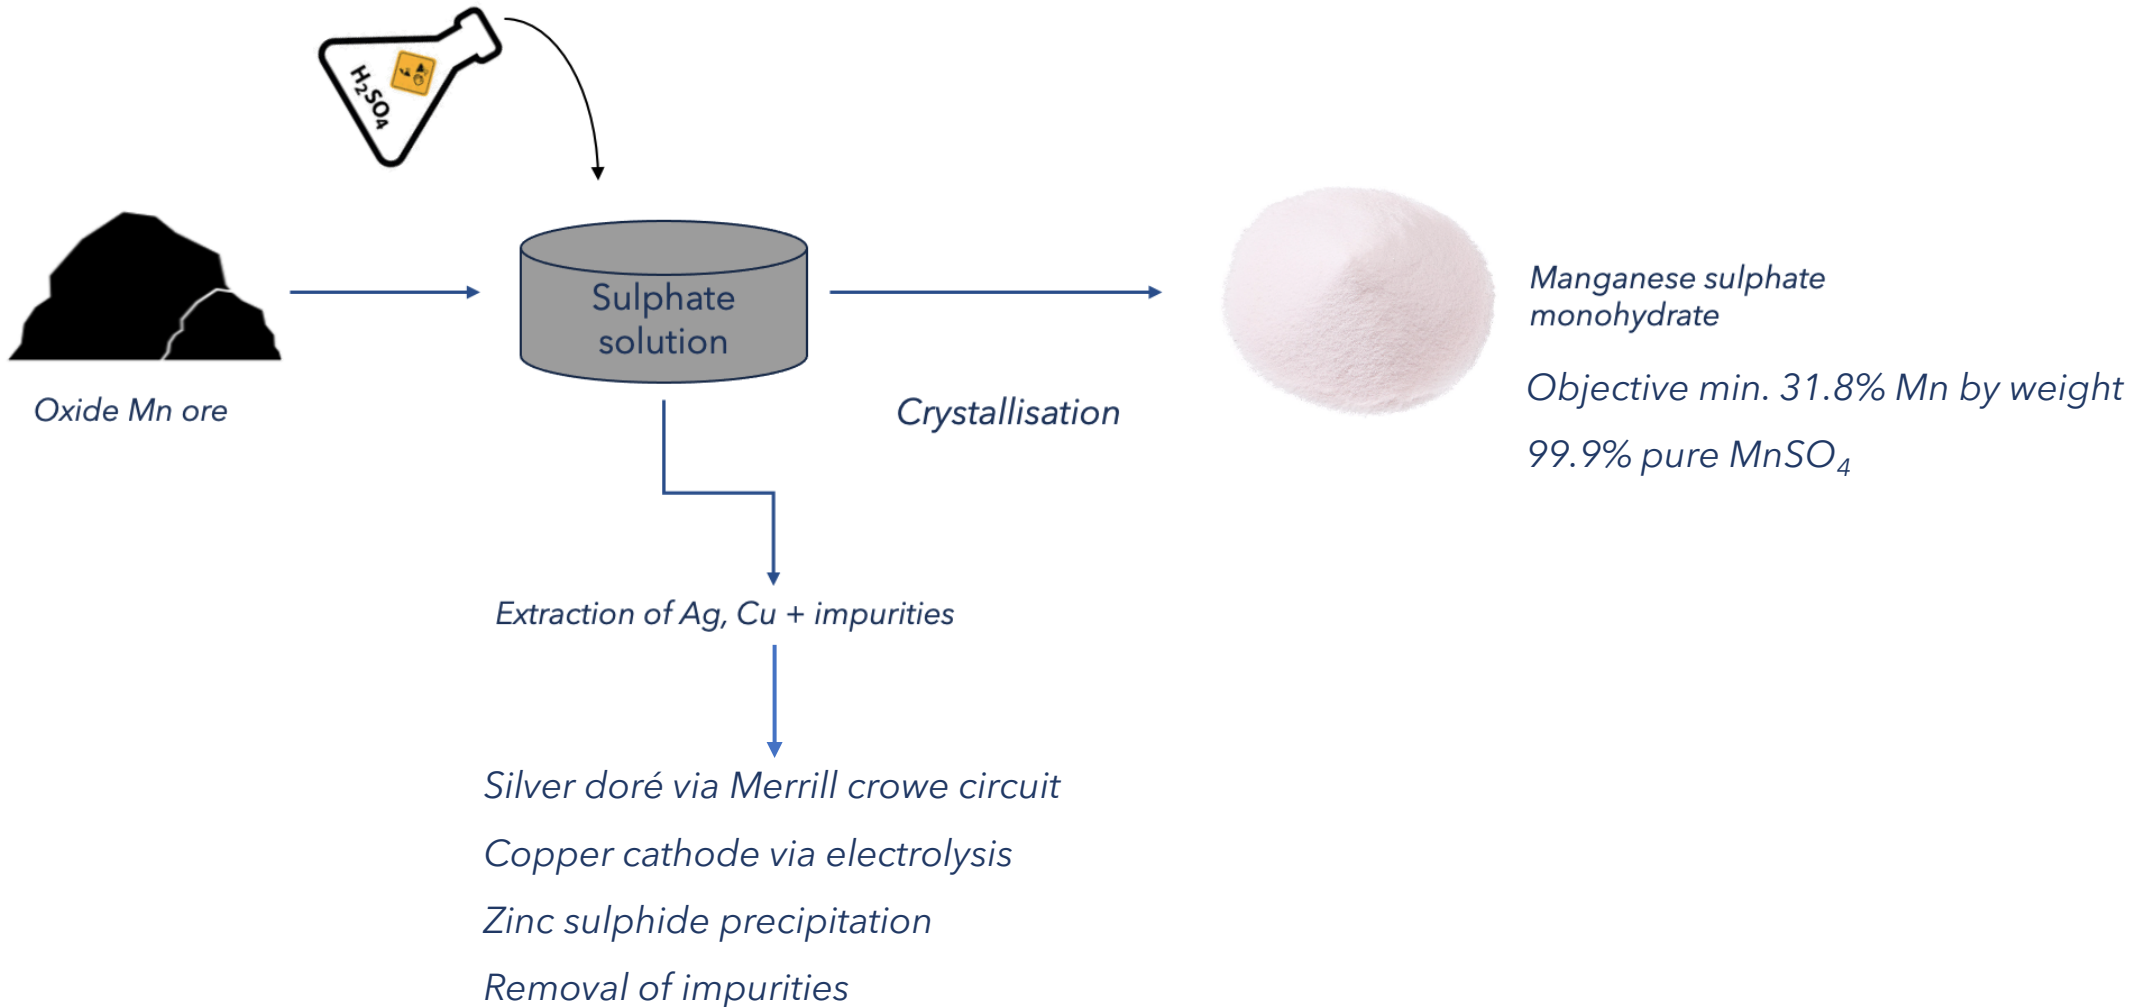 H₂SO₄
Oxide Mn ore
Sulphate
solution
Crystallisation
Manganese sulphate
monohydrate
Objective min. 31.8% Mn by weight
99.9% pure MnSO₄
Extraction of Ag, Cu + impurities
Silver doré via Merrill crowe circuit
Copper cathode via electrolysis
Zinc sulphide precipitation
Removal of impurities